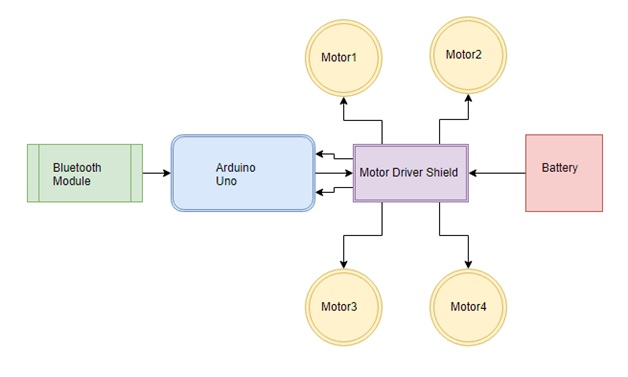 Motor1
Motor2
Bluetooth
Module
Arduino
Uno
Motor Driver Shield
Battery
Motor3
Motor4